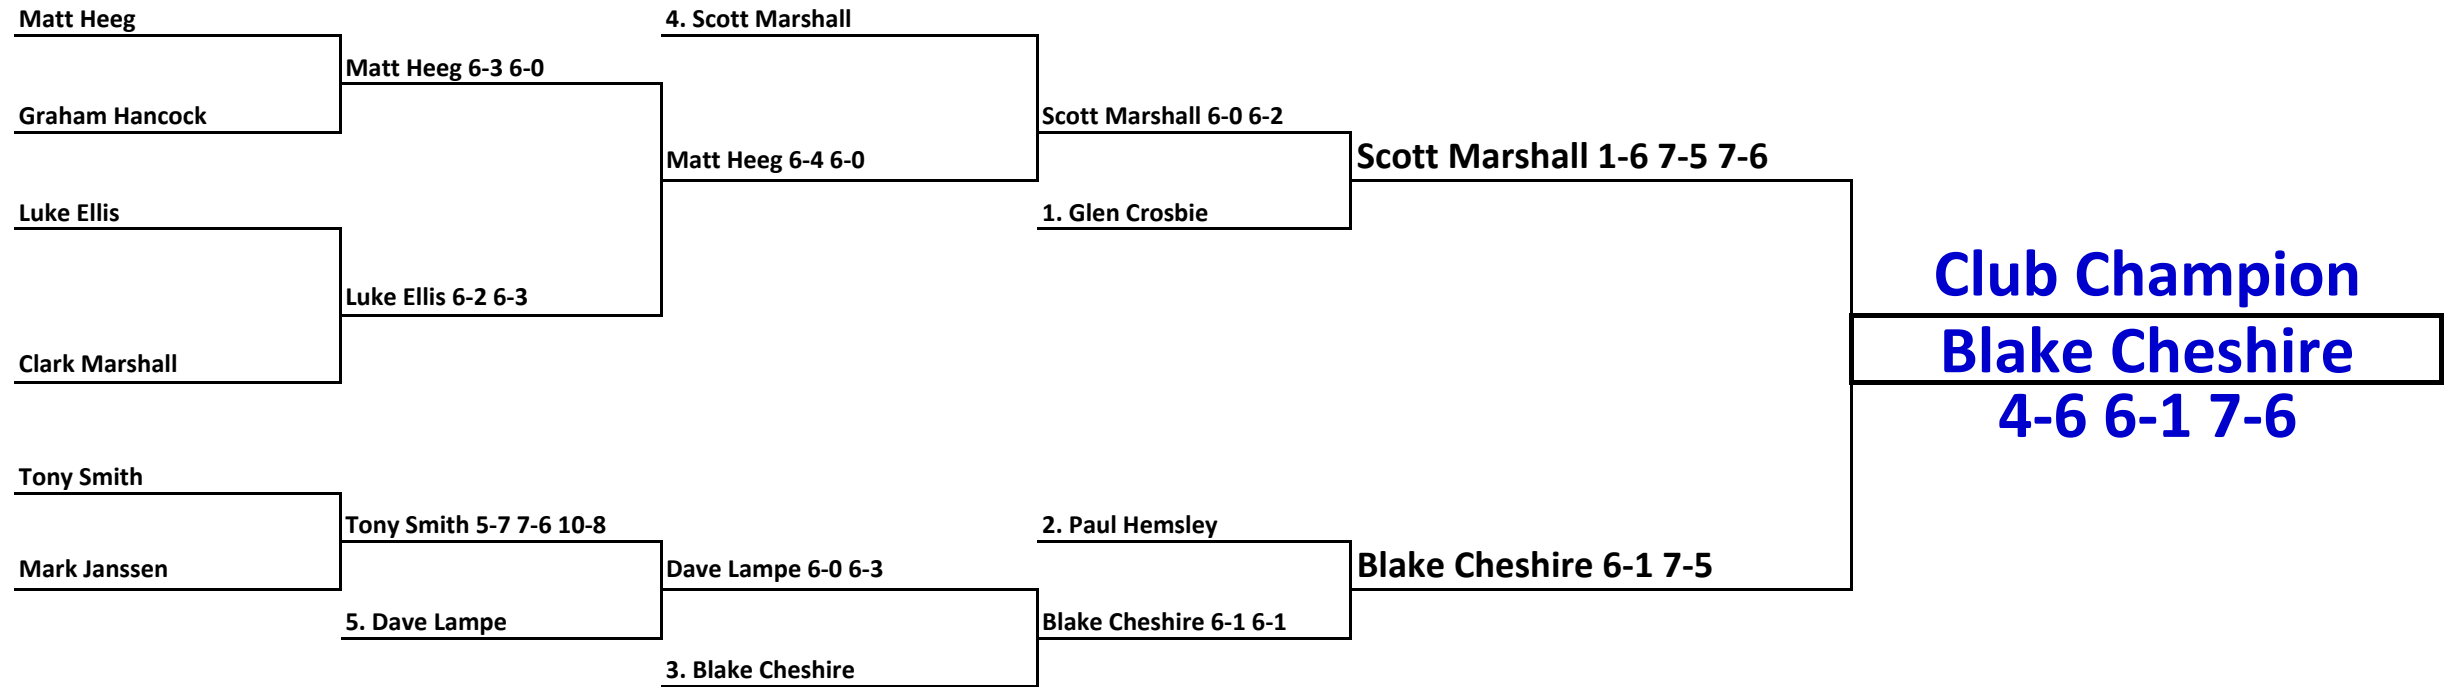 Matt Heeg
4. Scott Marshall
Matt Heeg 6-3 6-0
Graham Hancock
Scott Marshall 6-0 6-2
Matt Heeg 6-4 6-0
Scott Marshall 1-6 7-5 7-6
Luke Ellis
1. Glen Crosbie
Club Champion
Luke Ellis 6-2 6-3
Blake Cheshire
Clark Marshall
4-6 6-1 7-6
Tony Smith
Tony Smith 5-7 7-6 10-8
2. Paul Hemsley
Mark Janssen
Dave Lampe 6-0 6-3
Blake Cheshire 6-1 7-5
5. Dave Lampe
Blake Cheshire 6-1 6-1
3. Blake Cheshire